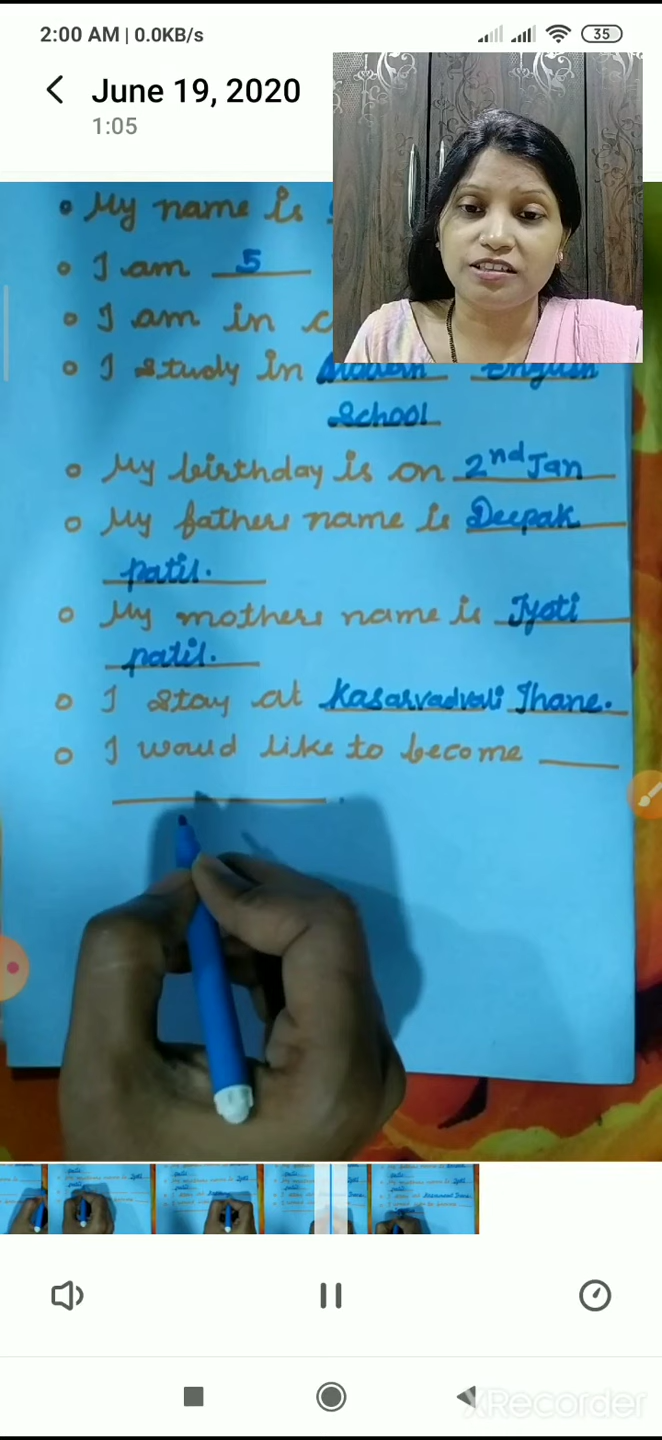 2:00 AM | 0.0KB/s
35
June 19, 2020
1:05
My name is
I am 5
I am in c
I study in Modern English
School
My birthday is on 2nd Jan
My fathers name is Deepak
patil.
My mothers name is Jyoti
patil.
I stay at Kasarvadvali Thane.
I would like to become
XRecorder